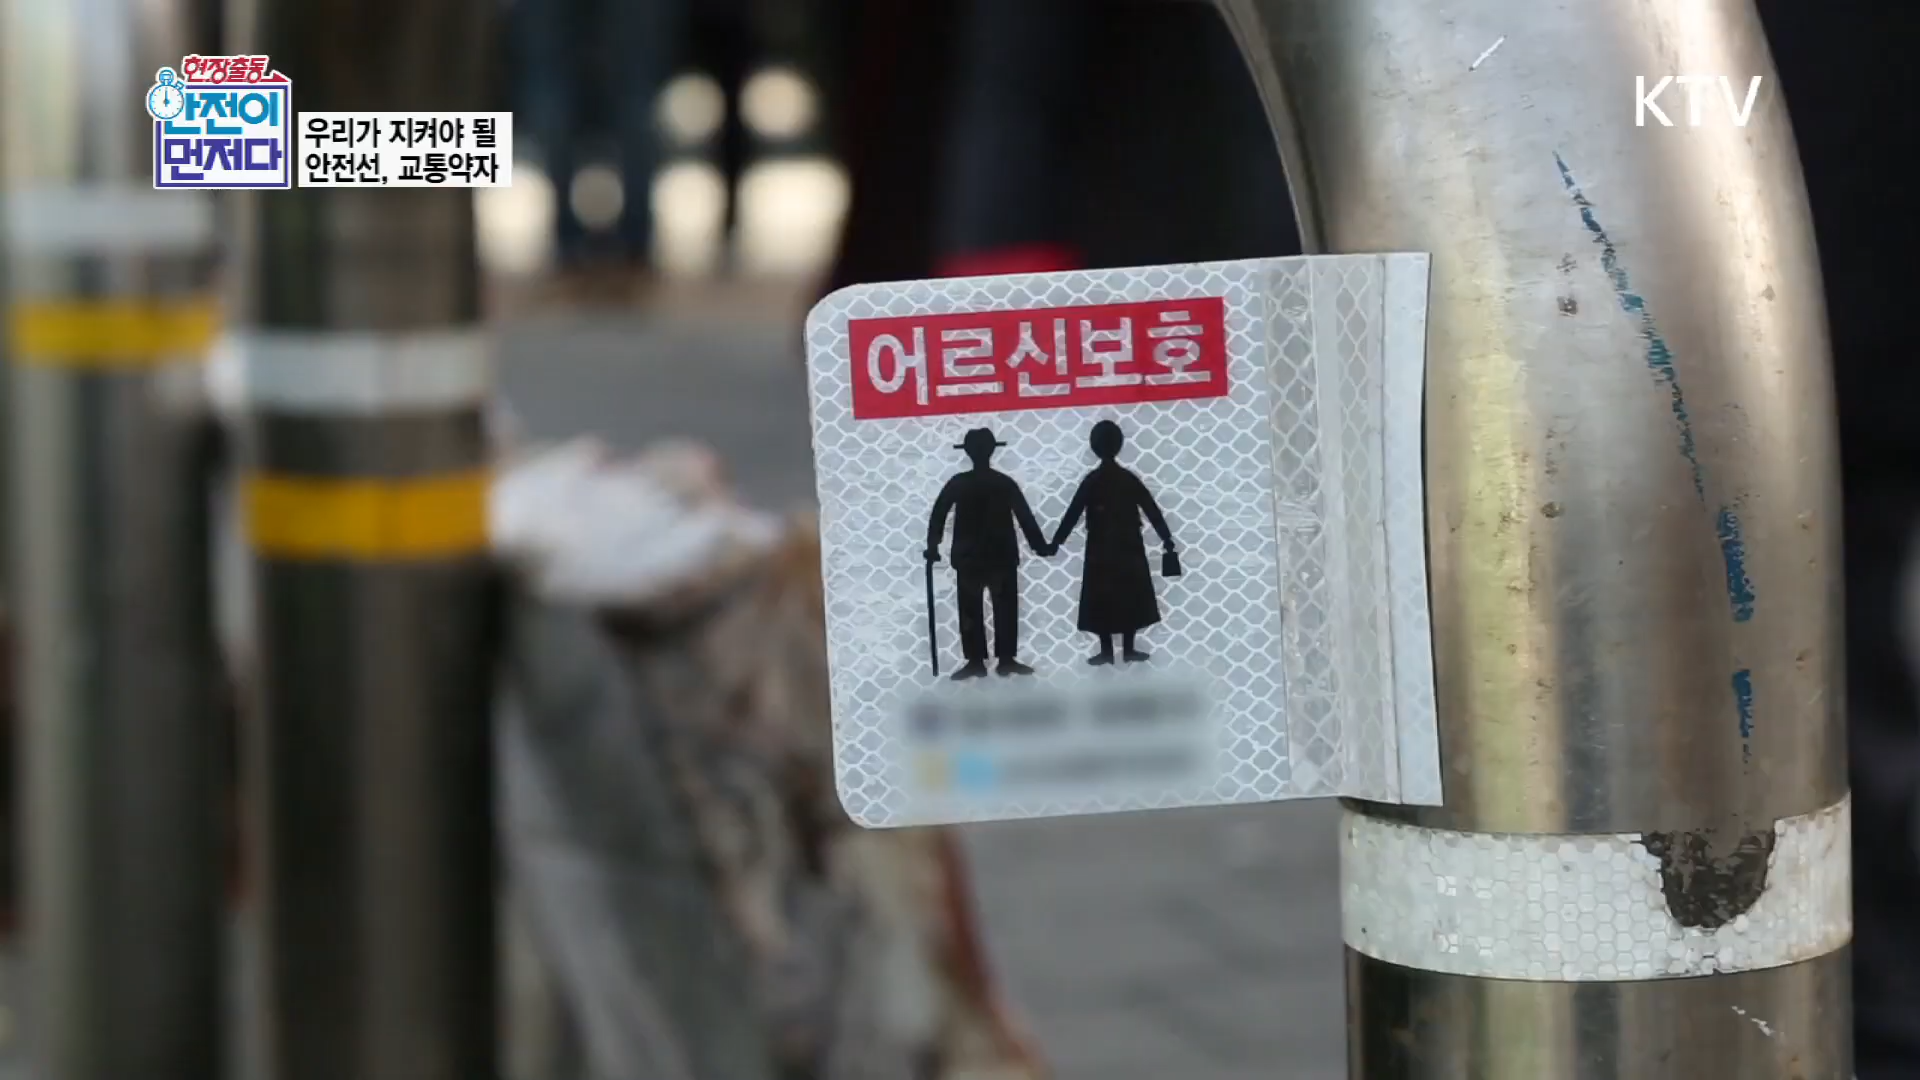 현장출동
안전이
먼저다
우리가 지켜야 될
안전선, 교통약자
KTV
어르신보호